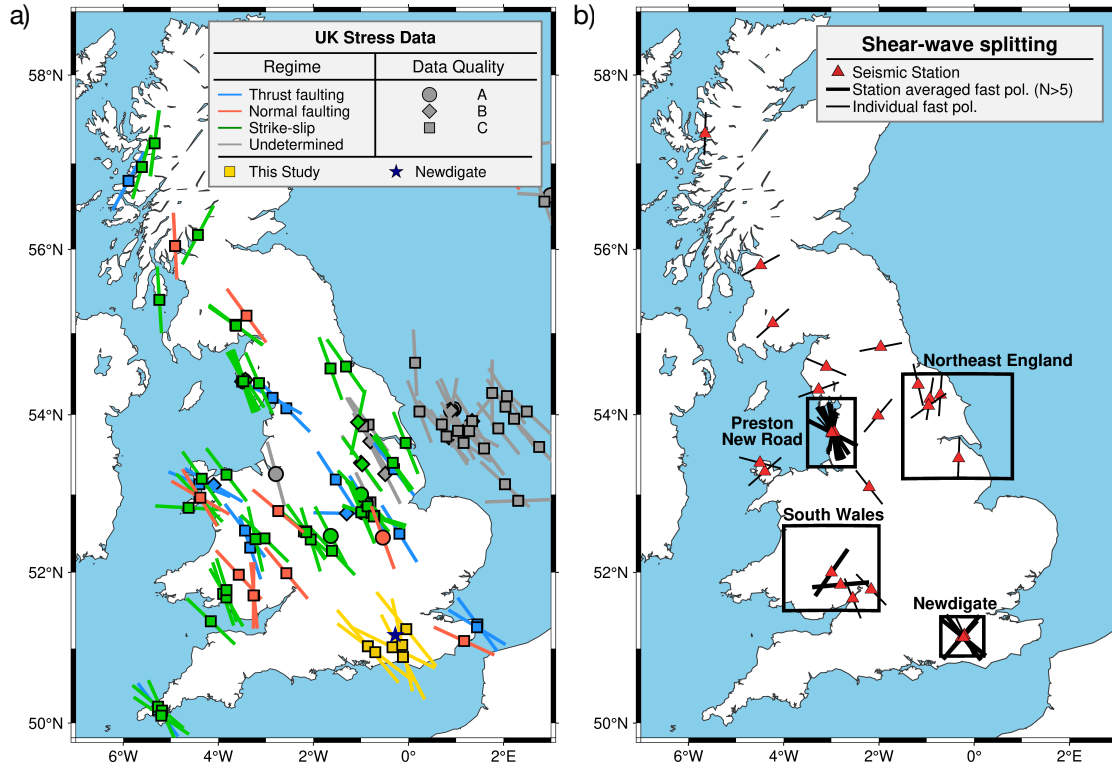 a)
UK Stress Data
Regime Data Quality
Thrust faulting A
Normal faulting B
Strike-slip C
Undetermined
This Study Newdigate
58°N
56°N
54°N
52°N
50°N
6°W 4°W 2°W 0° 2°E
b)
Shear-wave splitting
Seismic Station
Station averaged fast pol. (N>5)
Individual fast pol.
58°N
56°N
Northeast England
54°N
Preston
New Road
South Wales
52°N
Newdigate
50°N
6°W 4°W 2°W 0° 2°E